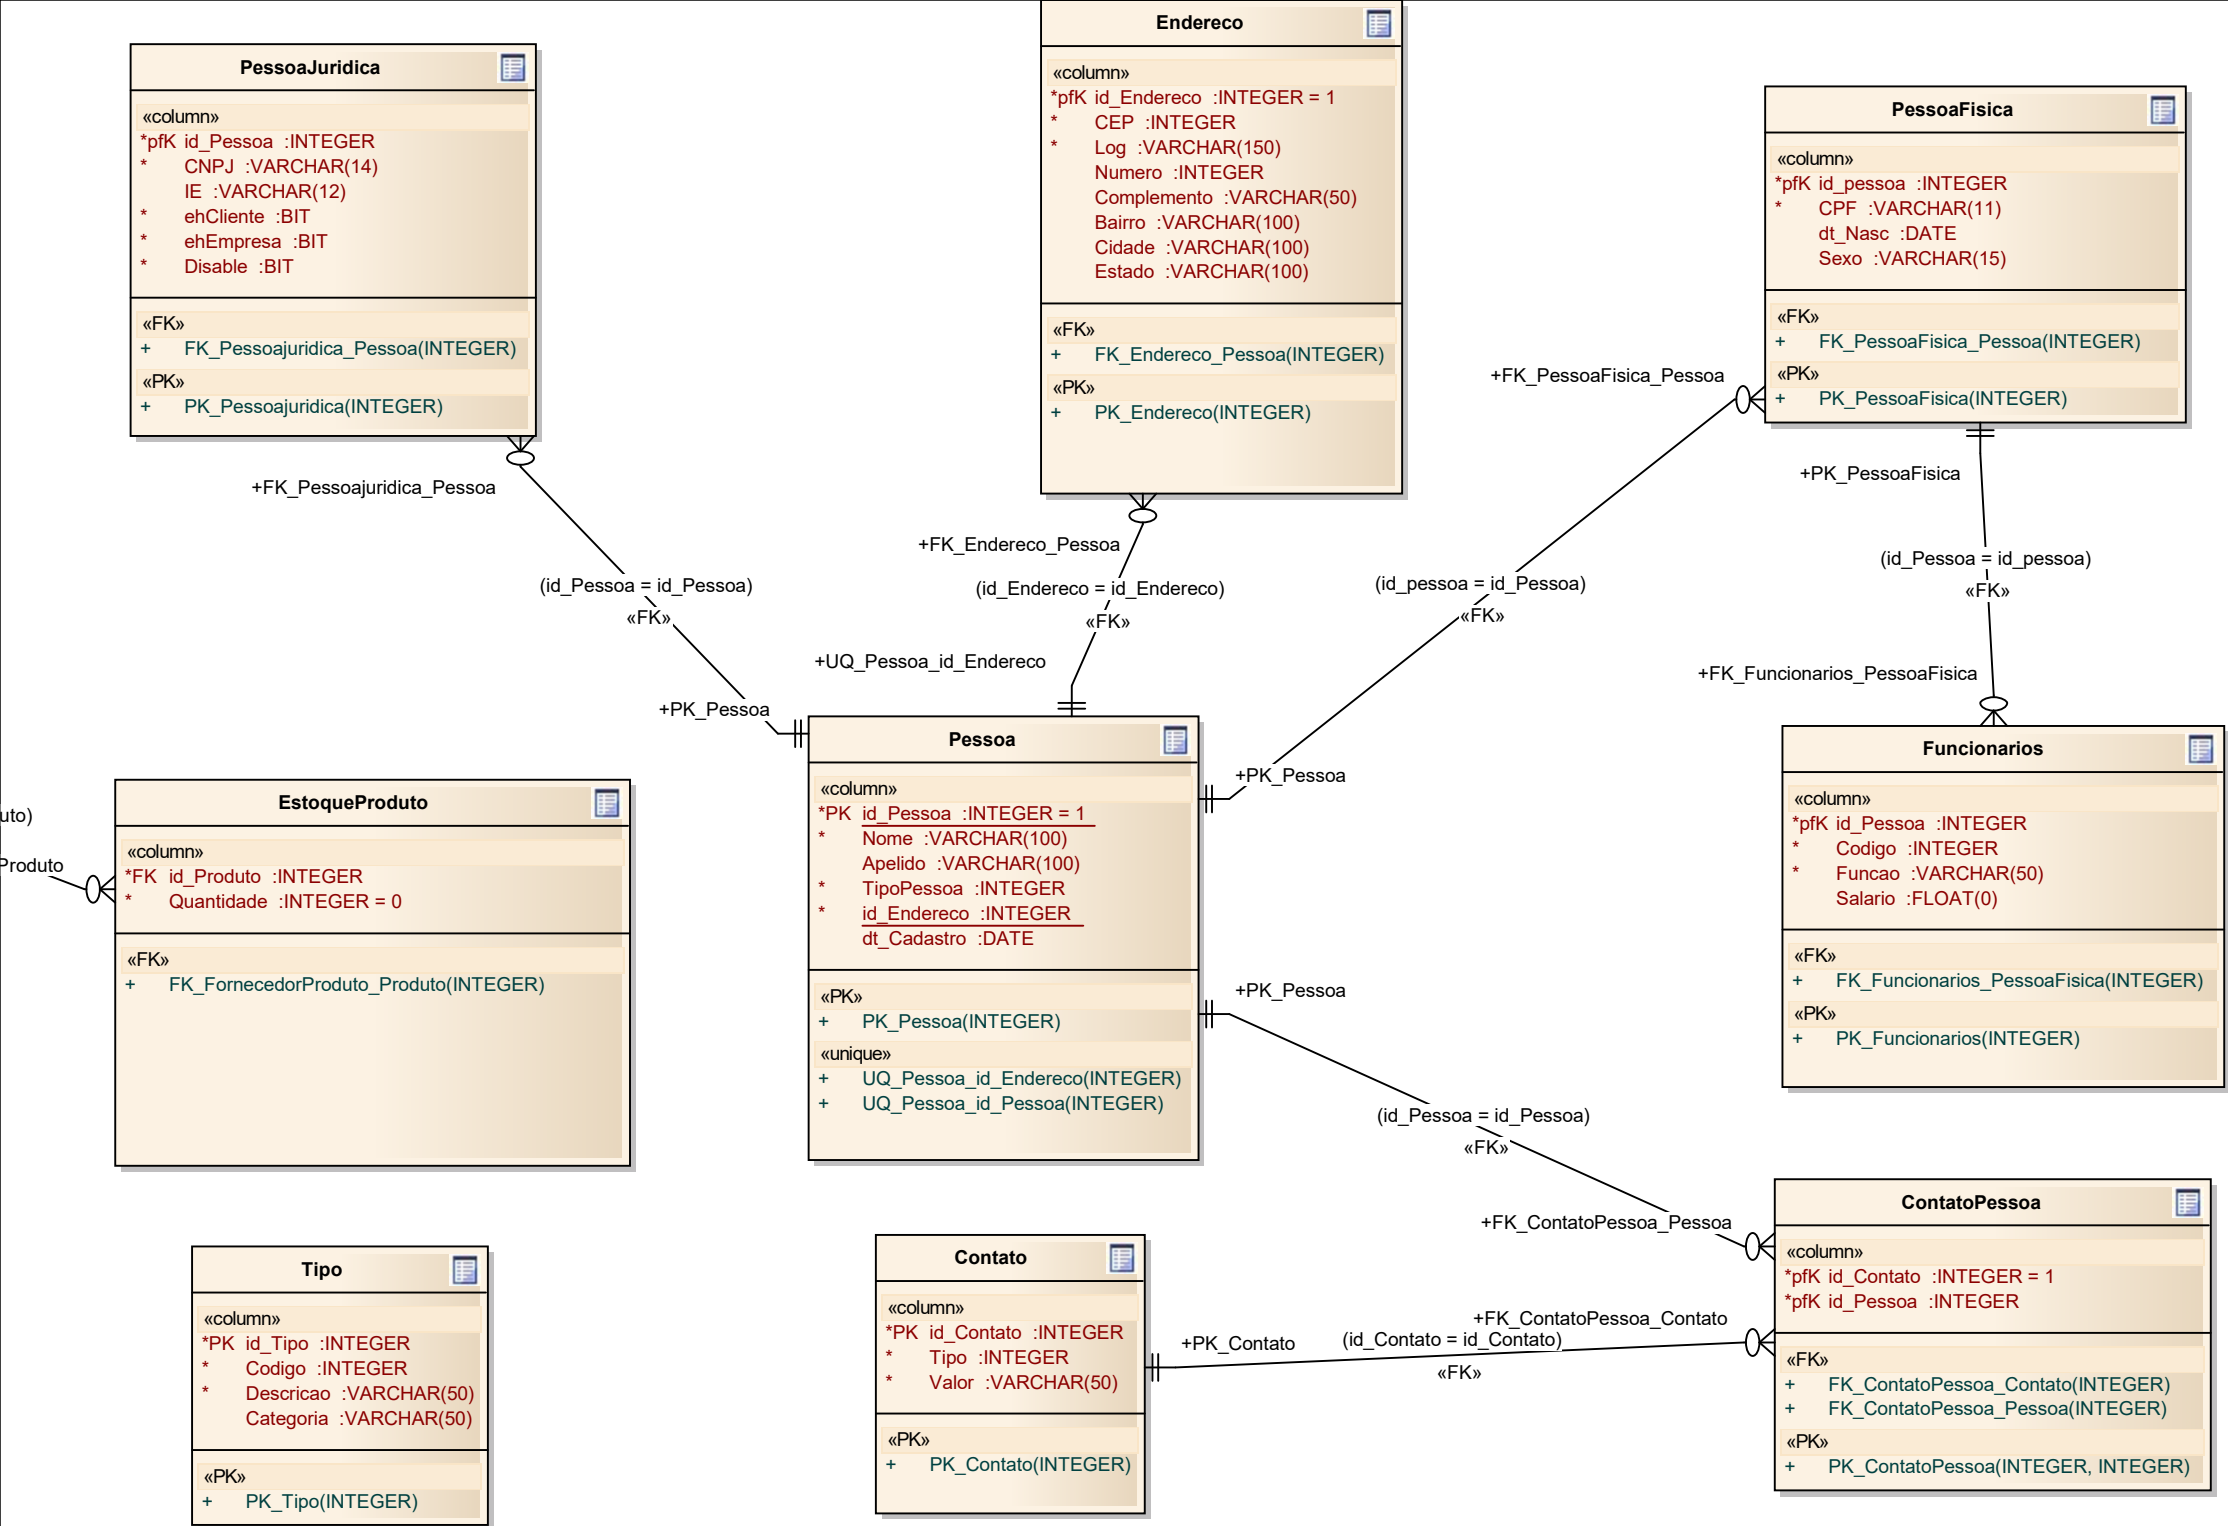 PessoaJuridica
«column»
*pfK id_Pessoa :INTEGER
* CNPJ :VARCHAR(14)
IE :VARCHAR(12)
* ehCliente :BIT
* ehEmpresa :BIT
* Disable :BIT
«FK»
+ FK_Pessoajuridica_Pessoa(INTEGER)
«PK»
+ PK_Pessoajuridica(INTEGER)
Endereco
«column»
*pfK id_Endereco :INTEGER = 1
* CEP :INTEGER
* Log :VARCHAR(150)
Numero :INTEGER
Complemento :VARCHAR(50)
Bairro :VARCHAR(100)
Cidade :VARCHAR(100)
Estado :VARCHAR(100)
«FK»
+ FK_Endereco_Pessoa(INTEGER)
«PK»
+ PK_Endereco(INTEGER)
PessoaFisica
«column»
*pfK id_pessoa :INTEGER
* CPF :VARCHAR(11)
dt_Nasc :DATE
Sexo :VARCHAR(15)
«FK»
+ FK_PessoaFisica_Pessoa(INTEGER)
«PK»
+ PK_PessoaFisica(INTEGER)
+FK_Pessoajuridica_Pessoa
(id_Pessoa = id_Pessoa)
«FK»
+PK_Pessoa
+FK_Endereco_Pessoa
(id_Endereco = id_Endereco)
«FK»
+UQ_Pessoa_id_Endereco
+FK_PessoaFisica_Pessoa
(id_pessoa = id_Pessoa)
«FK»
+PK_Pessoa
+PK_PessoaFisica
(id_Pessoa = id_pessoa)
«FK»
+FK_Funcionarios_PessoaFisica
uto)
Produto
EstoqueProduto
«column»
*FK id_Produto :INTEGER
* Quantidade :INTEGER = 0
«FK»
+ FK_FornecedorProduto_Produto(INTEGER)
Pessoa
«column»
*PK id_Pessoa :INTEGER = 1
* Nome :VARCHAR(100)
Apelido :VARCHAR(100)
* TipoPessoa :INTEGER
* id_Endereco :INTEGER
dt_Cadastro :DATE
«PK»
+ PK_Pessoa(INTEGER)
«unique»
+ UQ_Pessoa_id_Endereco(INTEGER)
+ UQ_Pessoa_id_Pessoa(INTEGER)
Funcionarios
«column»
*pfK id_Pessoa :INTEGER
* Codigo :INTEGER
* Funcao :VARCHAR(50)
Salario :FLOAT(0)
«FK»
+ FK_Funcionarios_PessoaFisica(INTEGER)
«PK»
+ PK_Funcionarios(INTEGER)
+PK_Pessoa
(id_Pessoa = id_Pessoa)
«FK»
+FK_ContatoPessoa_Pessoa
Tipo
«column»
*PK id_Tipo :INTEGER
* Codigo :INTEGER
* Descricao :VARCHAR(50)
Categoria :VARCHAR(50)
«PK»
+ PK_Tipo(INTEGER)
Contato
«column»
*PK id_Contato :INTEGER
* Tipo :INTEGER
* Valor :VARCHAR(50)
«PK»
+ PK_Contato(INTEGER)
+PK_Contato
+FK_ContatoPessoa_Contato
(id_Contato = id_Contato)
«FK»
ContatoPessoa
«column»
*pfK id_Contato :INTEGER = 1
*pfK id_Pessoa :INTEGER
«FK»
+ FK_ContatoPessoa_Contato(INTEGER)
+ FK_ContatoPessoa_Pessoa(INTEGER)
«PK»
+ PK_ContatoPessoa(INTEGER, INTEGER)